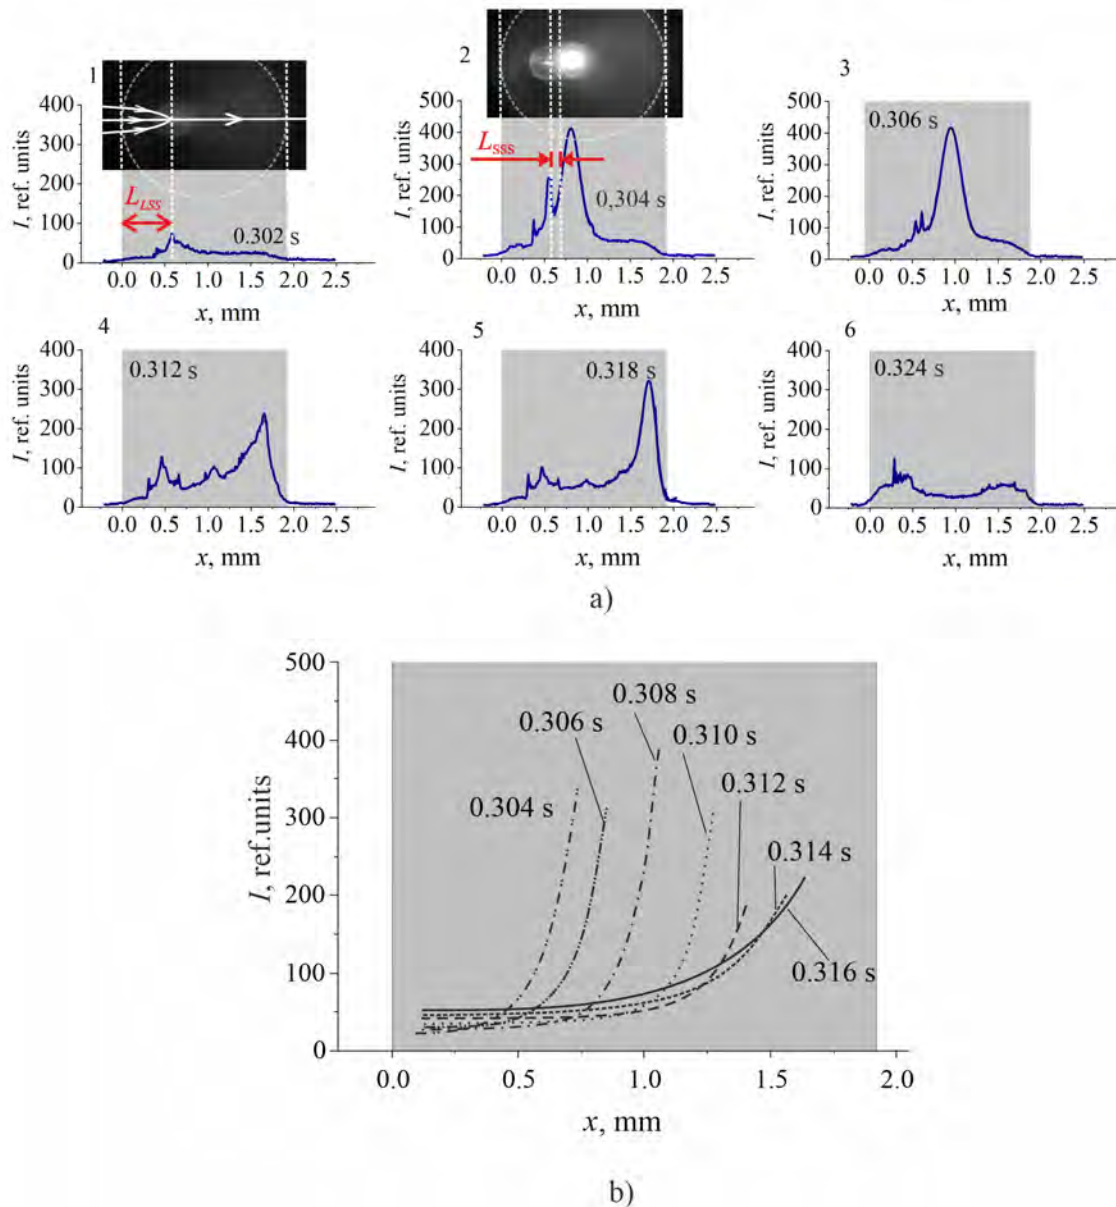 1
400
300
200
100
0
I, ref. units
L_LSS
0.302 s
0.0 0.5 1.0 1.5 2.0 2.5
x, mm
2
500
400
300
200
100
0
I, ref. units
L_SSS
0,304 s
0.0 0.5 1.0 1.5 2.0 2.5
x, mm
3
500
400
300
200
100
0
I, ref. units
0.306 s
0.0 0.5 1.0 1.5 2.0 2.5
x, mm
4
400
300
200
100
0
I, ref. units
0.312 s
0.0 0.5 1.0 1.5 2.0 2.5
x, mm
5
400
300
200
100
0
I, ref. units
0.318 s
0.0 0.5 1.0 1.5 2.0 2.5
x, mm
6
400
300
200
100
0
I, ref. units
0.324 s
0.0 0.5 1.0 1.5 2.0 2.5
x, mm
a)
500
400
300
200
100
0
I, ref.units
0.304 s
0.306 s
0.308 s
0.310 s
0.312 s
0.314 s
0.316 s
0.0 0.5 1.0 1.5 2.0
x, mm
b)